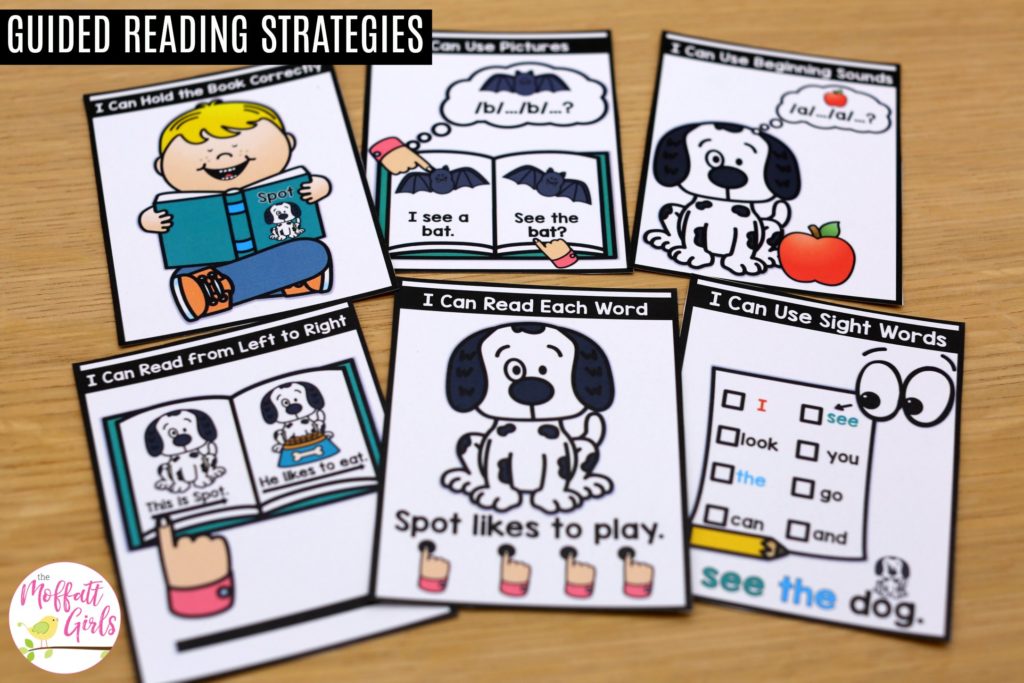 GUIDED READING STRATEGIES
I Can Hold the Book Correctly
Spot
Can Use Pictures
/b/.../b/...?
I see a
bat.
See the
bat?
I Can Use Beginning Sounds
/a/.../a/...?
I Can Read from Left to Right
This is Spot.
He likes to eat.
I Can Read Each Word
Spot likes to play.
I Can Use Sight Words
I see
look you
the go
can and
see the dog.
the
Moffatt
Girls